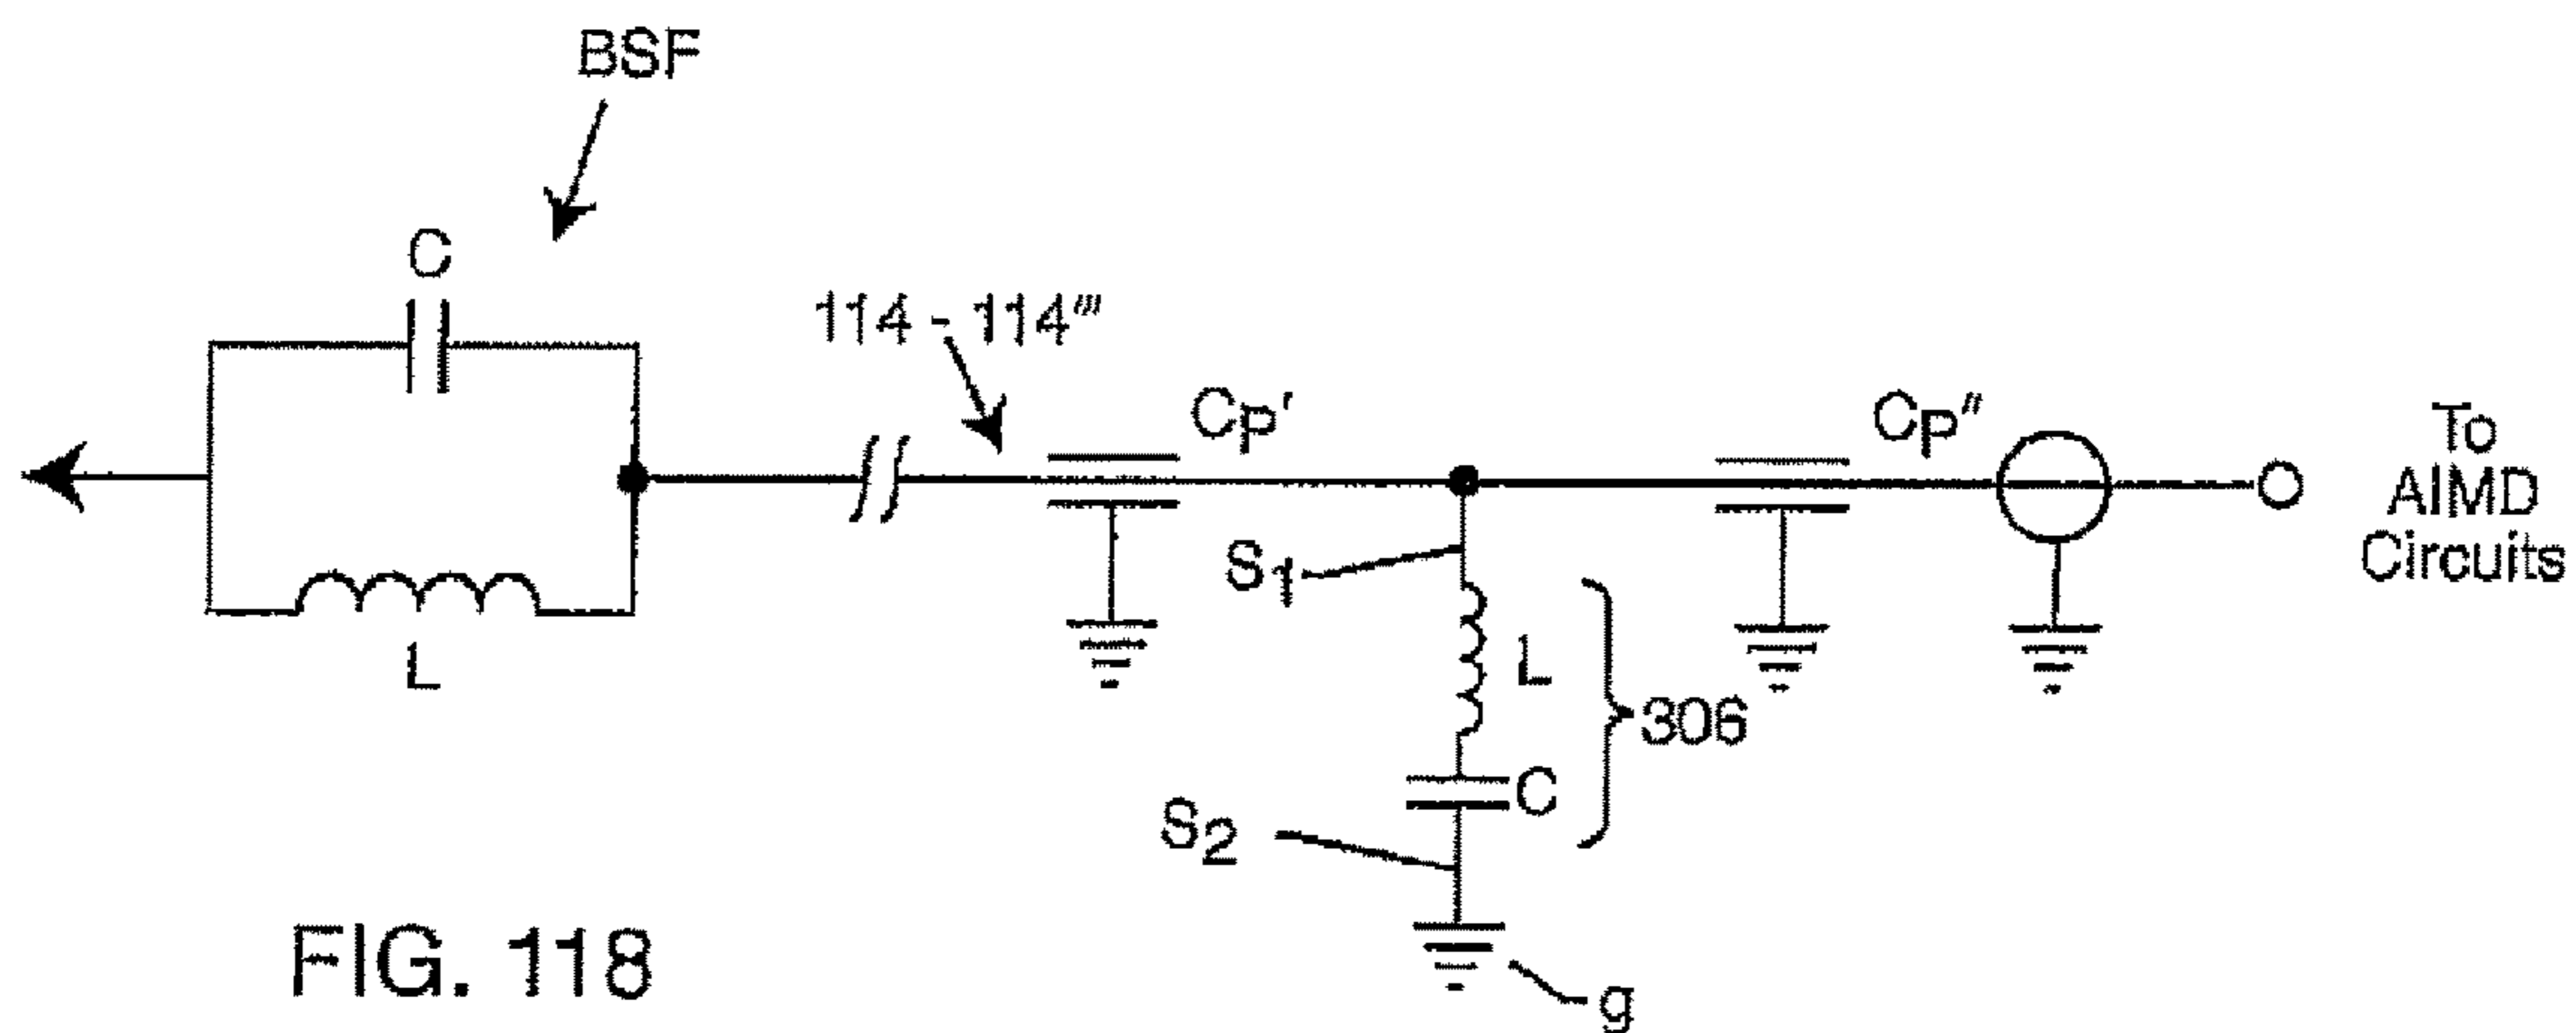 BSF
C
114 - 114'''
CP'
CP''
To
AIMD
Circuits
S1
L
L
306
C
S2
FIG. 118
g